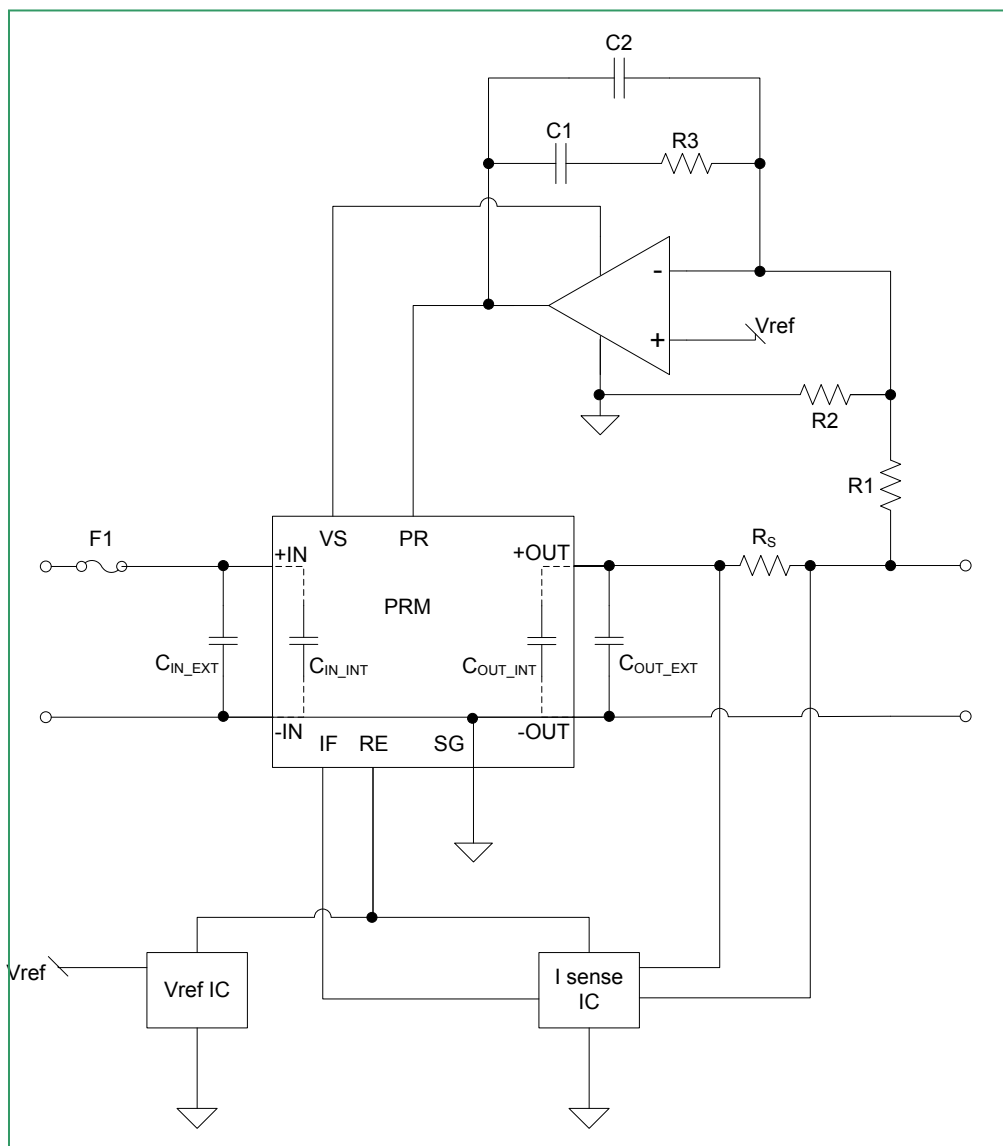 C2
C1
R3
-
+
Vref
R2
R1
F1
VS
PR
+IN
+OUT
RS
PRM
CIN_EXT
CIN_INT
COUT_INT
COUT_EXT
-IN
-OUT
IF
RE
SG
Vref
Vref IC
I sense
IC